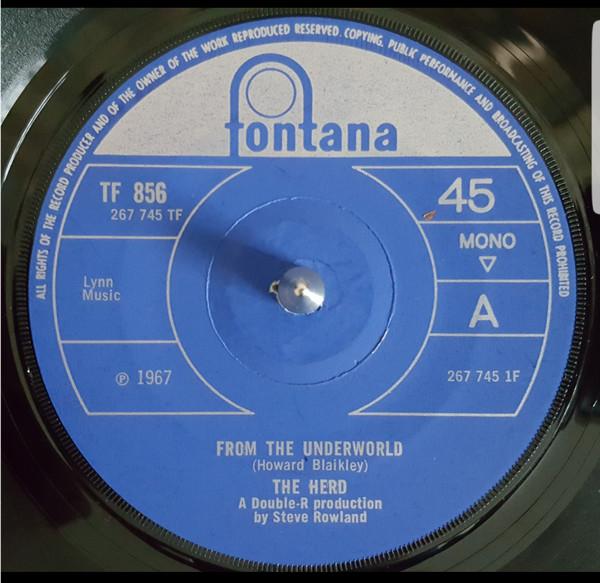 ALL RIGHTS OF THE RECORD PRODUCER AND OF THE OWNER OF THE WORK REPRODUCED RESERVED. COPYING, PUBLIC PERFORMANCE AND BROADCASTING OF THIS RECORD PROHIBITED
fontana
TF 856
267 745 TF
45
MONO
Lynn
Music
A
℗ 1967
267 745 1F
FROM THE UNDERWORLD
(Howard Blaikley)
THE HERD
A Double-R production
by Steve Rowland